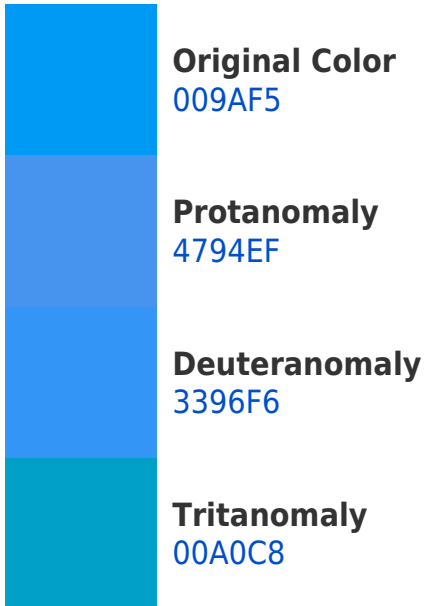 Original Color
009AF5
Protanomaly
4794EF
Deuteranomaly
3396F6
Tritanomaly
00A0C8